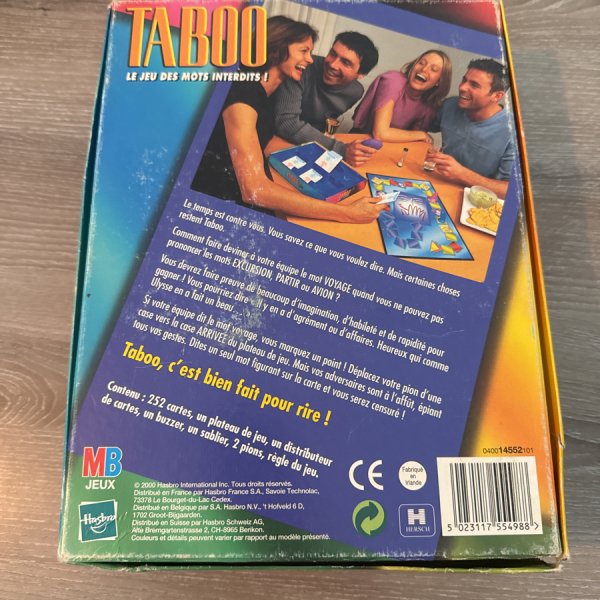 TABOO
LE JEU DES MOTS INTERDITS !
Le temps est contre vous. Vous savez ce que vous voulez dire. Mais certaines choses
restent Taboo.
Comment faire deviner à votre équipe le mot VOYAGE quand vous ne pouvez pas
prononcer les mots EXCURSION, PARTIR ou AVION ?
Vous devrez faire preuve de beaucoup d'imagination, d'habileté et de rapidité pour
gagner ! Vous pourriez dire « il y en a d'agrément ou d'affaires. Heureux qui comme
Ulysse en a fait un beau.
Si votre équipe dit le mot voyage, vous marquez un point ! Déplacez votre pion d'une
case vers la case ARRIVÉE du plateau de jeu. Mais vos adversaires sont à l'affût, épiant
tous vos gestes. Dites un seul mot figurant sur la carte et vous serez censuré !
Taboo, c'est bien fait pour rire !
Contenu : 252 cartes, un plateau de jeu, un distributeur
de cartes, un buzzer, un sablier, 2 pions, règle du jeu.
MB
JEUX
Hasbro
© 2000 Hasbro International Inc. Tous droits réservés.
Distribué en France par Hasbro France S.A., Savoie Technolac,
73378 Le Bourget-du-Lac Cedex.
Distribué en Belgique par S.A. Hasbro N.V., 't Hofveld 6 D,
1702 Groot-Bijgaarden.
Distribué en Suisse par Hasbro Schweiz AG,
Alte Bremgartenstrasse 2, CH-8965 Berikon.
Couleurs et détails peuvent varier par rapport au modèle présenté.
CE
Fabriqué
en
Irlande
H
HERSCH
040014552101
5 023117 554988 >